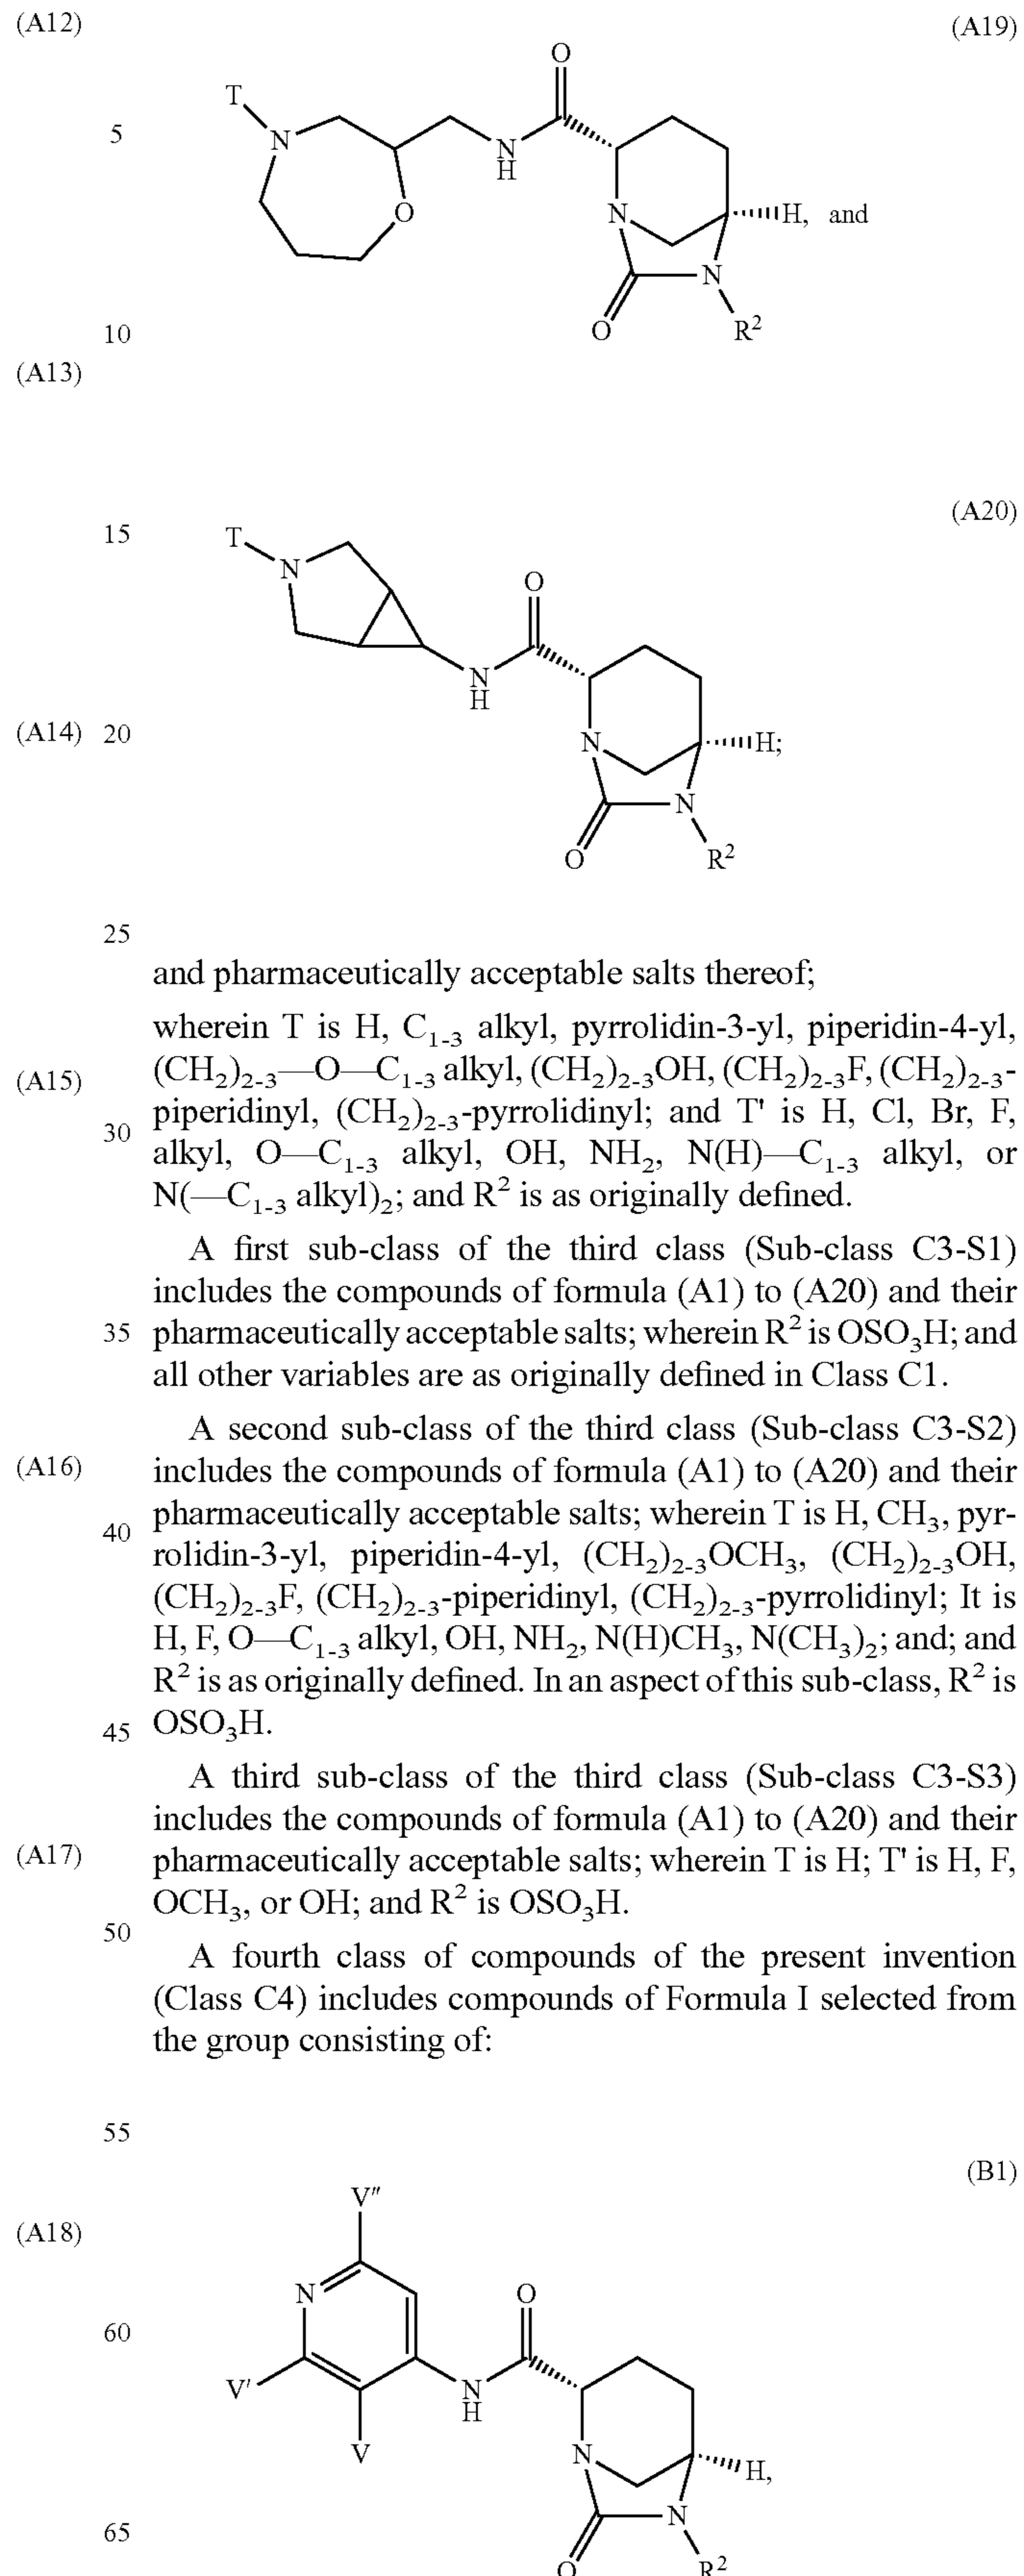 (A12) (A19)
O
T
5
N
N
H
O
N
H, and
N
O
10
R²
(A13)
(A20)
15
T
N
O
N
H
(A14) 20
N
H;
N
O
R²
25
and pharmaceutically acceptable salts thereof;
wherein T is H, C₁₋₃ alkyl, pyrrolidin-3-yl, piperidin-4-yl,
(CH₂)₂₋₃—O—C₁₋₃ alkyl, (CH₂)₂₋₃OH, (CH₂)₂₋₃F, (CH₂)₂₋₃-
(A15)
piperidinyl, (CH₂)₂₋₃-pyrrolidinyl; and T' is H, Cl, Br, F,
30
alkyl, O—C₁₋₃ alkyl, OH, NH₂, N(H)—C₁₋₃ alkyl, or
N(—C₁₋₃ alkyl)₂; and R² is as originally defined.
A first sub-class of the third class (Sub-class C3-S1)
includes the compounds of formula (A1) to (A20) and their
35 pharmaceutically acceptable salts; wherein R² is OSO₃H; and
all other variables are as originally defined in Class C1.
A second sub-class of the third class (Sub-class C3-S2)
(A16) includes the compounds of formula (A1) to (A20) and their
pharmaceutically acceptable salts; wherein T is H, CH₃, pyr-
40
rolidin-3-yl, piperidin-4-yl, (CH₂)₂₋₃OCH₃, (CH₂)₂₋₃OH,
(CH₂)₂₋₃F, (CH₂)₂₋₃-piperidinyl, (CH₂)₂₋₃-pyrrolidinyl; It is
H, F, O—C₁₋₃ alkyl, OH, NH₂, N(H)CH₃, N(CH₃)₂; and; and
R² is as originally defined. In an aspect of this sub-class, R² is
45 OSO₃H.
A third sub-class of the third class (Sub-class C3-S3)
includes the compounds of formula (A1) to (A20) and their
(A17) pharmaceutically acceptable salts; wherein T is H; T' is H, F,
OCH₃, or OH; and R² is OSO₃H.
50
A fourth class of compounds of the present invention
(Class C4) includes compounds of Formula I selected from
the group consisting of:
55
(B1)
V″
(A18)
N
O
60
V′
N
H
V
N
H,
N
65
O
R²